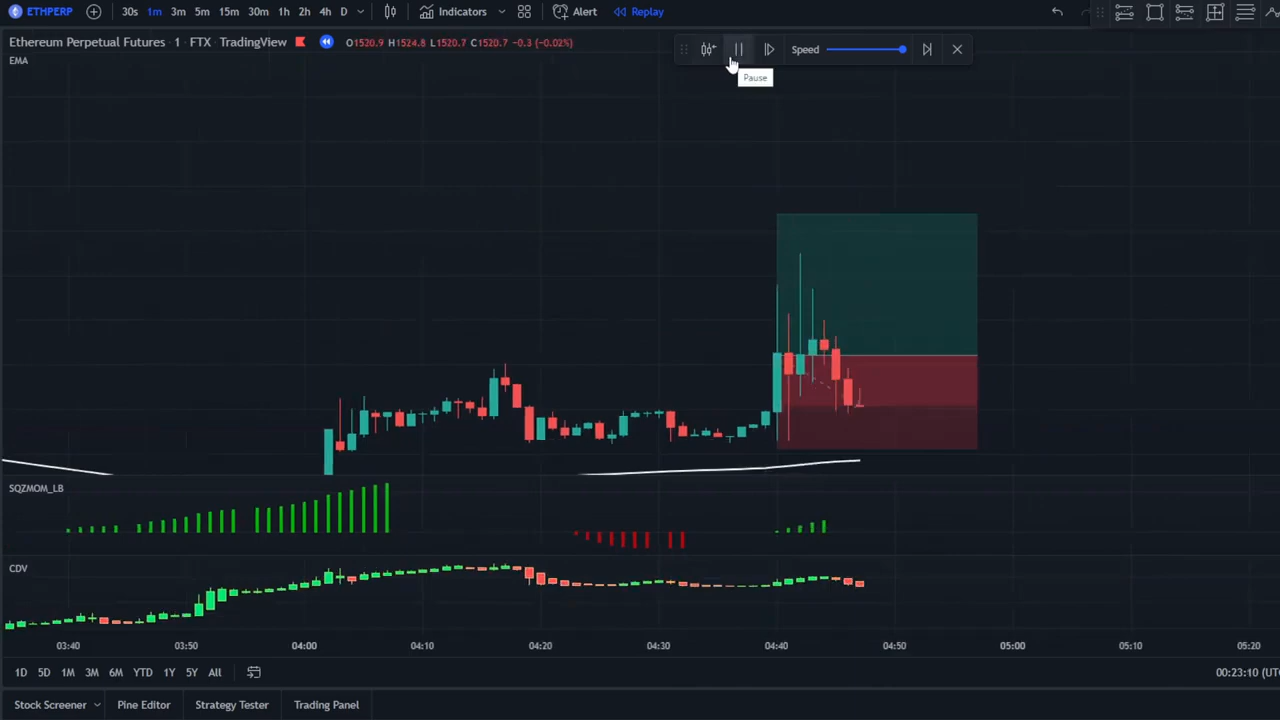 ETHPERP 30s 1m 3m 5m 15m 30m 1h 2h 4h D Indicators Alert Replay
Ethereum Perpetual Futures · 1 · FTX · TradingView O1520.9 H1524.8 L1520.7 C1520.7 -0.3 (-0.02%)
Speed
EMA
Pause
SQZMOM_LB
CDV
03:40 03:50 04:00 04:10 04:20 04:30 04:40 04:50 05:00 05:10 05:20
1D 5D 1M 3M 6M YTD 1Y 5Y All 00:23:10 (UT
Stock Screener Pine Editor Strategy Tester Trading Panel